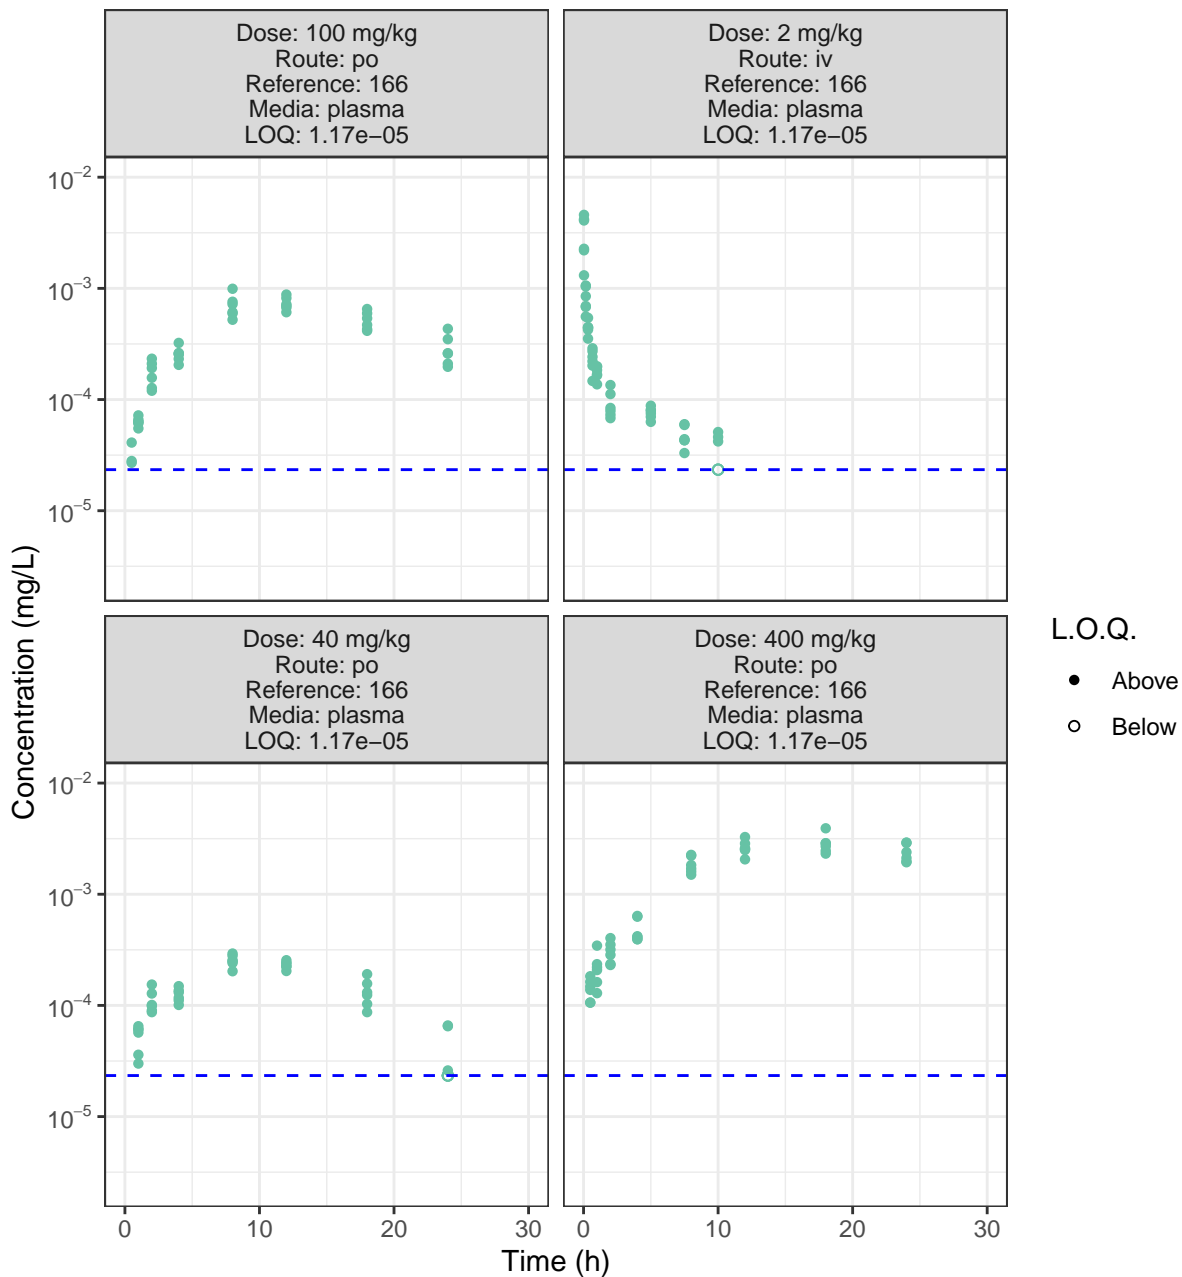 Dose: 100 mg/kg
Route: po
Reference: 166
Media: plasma
LOQ: 1.17e−05
Dose: 2 mg/kg
Route: iv
Reference: 166
Media: plasma
LOQ: 1.17e−05
10⁻²
10⁻³
10⁻⁴
10⁻⁵
Dose: 40 mg/kg
Route: po
Reference: 166
Media: plasma
LOQ: 1.17e−05
Dose: 400 mg/kg
Route: po
Reference: 166
Media: plasma
LOQ: 1.17e−05
10⁻²
10⁻³
10⁻⁴
10⁻⁵
0 10 20 30
0 10 20 30
Time (h)
Concentration (mg/L)
L.O.Q.
Above
Below